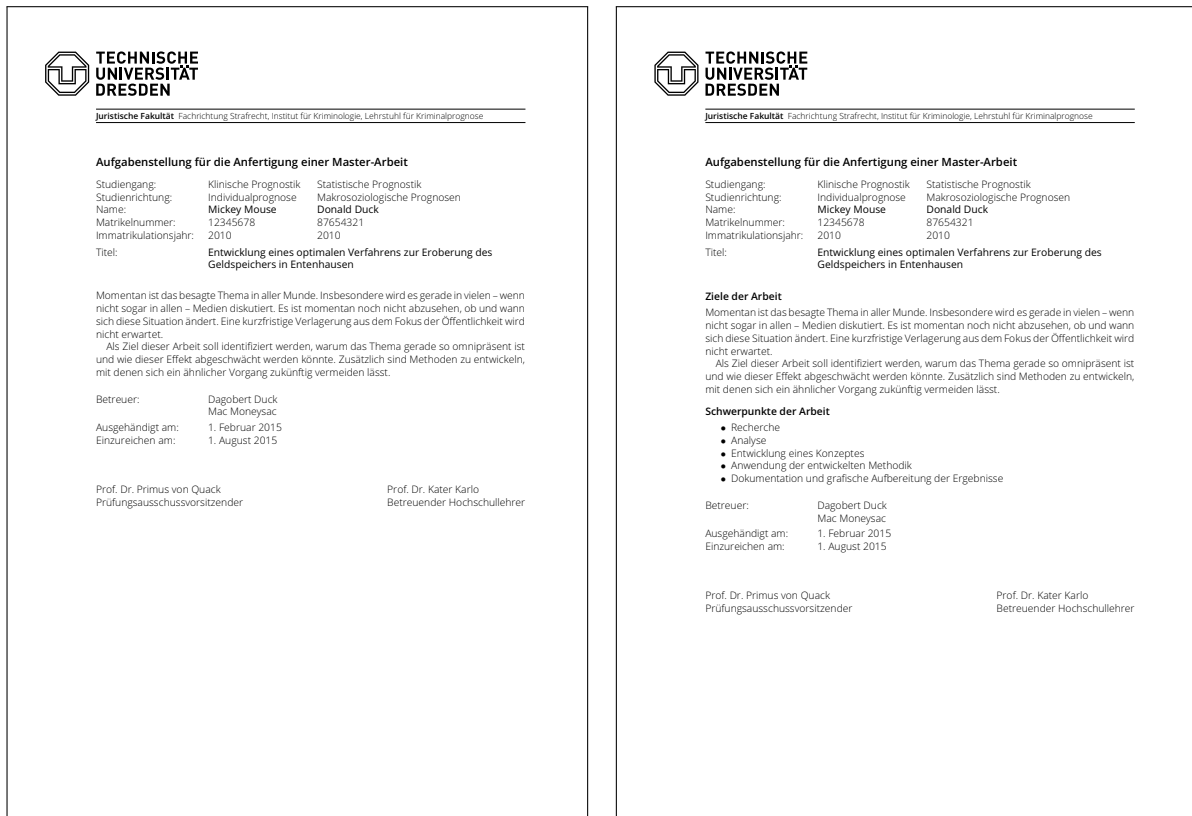 TECHNISCHE
UNIVERSITÄT
DRESDEN
Juristische Fakultät Fachrichtung Strafrecht, Institut für Kriminologie, Lehrstuhl für Kriminalprognose
Aufgabenstellung für die Anfertigung einer Master-Arbeit
Studiengang: Klinische Prognostik Statistische Prognostik
Studienrichtung: Individualprognose Makrosoziologische Prognosen
Name: Mickey Mouse Donald Duck
Matrikelnummer: 12345678 87654321
Immatrikulationsjahr: 2010 2010
Titel: Entwicklung eines optimalen Verfahrens zur Eroberung des
Geldspeichers in Entenhausen
Momentan ist das besagte Thema in aller Munde. Insbesondere wird es gerade in vielen – wenn
nicht sogar in allen – Medien diskutiert. Es ist momentan noch nicht abzusehen, ob und wann
sich diese Situation ändert. Eine kurzfristige Verlagerung aus dem Fokus der Öffentlichkeit wird
nicht erwartet.
Als Ziel dieser Arbeit soll identifiziert werden, warum das Thema gerade so omnipräsent ist
und wie dieser Effekt abgeschwächt werden könnte. Zusätzlich sind Methoden zu entwickeln,
mit denen sich ein ähnlicher Vorgang zukünftig vermeiden lässt.
Betreuer: Dagobert Duck
Mac Moneysac
Ausgehändigt am: 1. Februar 2015
Einzureichen am: 1. August 2015
Prof. Dr. Primus von Quack Prof. Dr. Kater Karlo
Prüfungsausschussvorsitzender Betreuender Hochschullehrer
TECHNISCHE
UNIVERSITÄT
DRESDEN
Juristische Fakultät Fachrichtung Strafrecht, Institut für Kriminologie, Lehrstuhl für Kriminalprognose
Aufgabenstellung für die Anfertigung einer Master-Arbeit
Studiengang: Klinische Prognostik Statistische Prognostik
Studienrichtung: Individualprognose Makrosoziologische Prognosen
Name: Mickey Mouse Donald Duck
Matrikelnummer: 12345678 87654321
Immatrikulationsjahr: 2010 2010
Titel: Entwicklung eines optimalen Verfahrens zur Eroberung des
Geldspeichers in Entenhausen
Ziele der Arbeit
Momentan ist das besagte Thema in aller Munde. Insbesondere wird es gerade in vielen – wenn
nicht sogar in allen – Medien diskutiert. Es ist momentan noch nicht abzusehen, ob und wann
sich diese Situation ändert. Eine kurzfristige Verlagerung aus dem Fokus der Öffentlichkeit wird
nicht erwartet.
Als Ziel dieser Arbeit soll identifiziert werden, warum das Thema gerade so omnipräsent ist
und wie dieser Effekt abgeschwächt werden könnte. Zusätzlich sind Methoden zu entwickeln,
mit denen sich ein ähnlicher Vorgang zukünftig vermeiden lässt.
Schwerpunkte der Arbeit
• Recherche
• Analyse
• Entwicklung eines Konzeptes
• Anwendung der entwickelten Methodik
• Dokumentation und grafische Aufbereitung der Ergebnisse
Betreuer: Dagobert Duck
Mac Moneysac
Ausgehändigt am: 1. Februar 2015
Einzureichen am: 1. August 2015
Prof. Dr. Primus von Quack Prof. Dr. Kater Karlo
Prüfungsausschussvorsitzender Betreuender Hochschullehrer